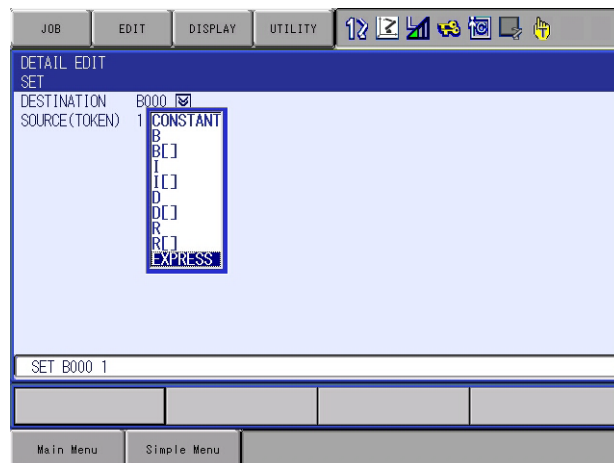 JOB EDIT DISPLAY UTILITY
DETAIL EDIT
SET
DESTINATION B000
SOURCE(TOKEN) 1
CONSTANT
B
B[]
I
I[]
D
D[]
R
R[]
EXPRESS
SET B000 1
Main Menu Simple Menu